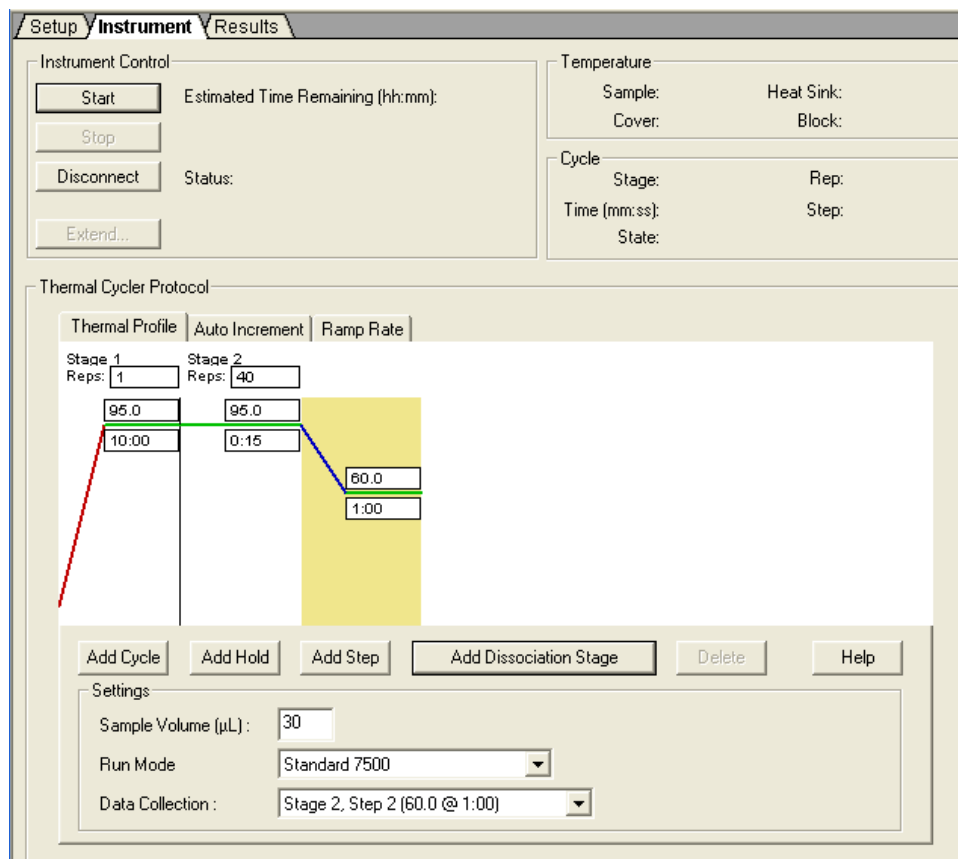 Setup Instrument Results
Instrument Control
Start Estimated Time Remaining (hh:mm):
Stop
Disconnect Status:
Extend...
Temperature
Sample: Heat Sink:
Cover: Block:
Cycle
Stage: Rep:
Time (mm:ss): Step:
State:
Thermal Cycler Protocol
Thermal Profile Auto Increment Ramp Rate
Stage 1 Stage 2
Reps: 1 Reps: 40
95.0 95.0
10:00 0:15
60.0
1:00
Add Cycle Add Hold Add Step Add Dissociation Stage Delete Help
Settings
Sample Volume (µL) : 30
Run Mode Standard 7500
Data Collection : Stage 2, Step 2 (60.0 @ 1:00)